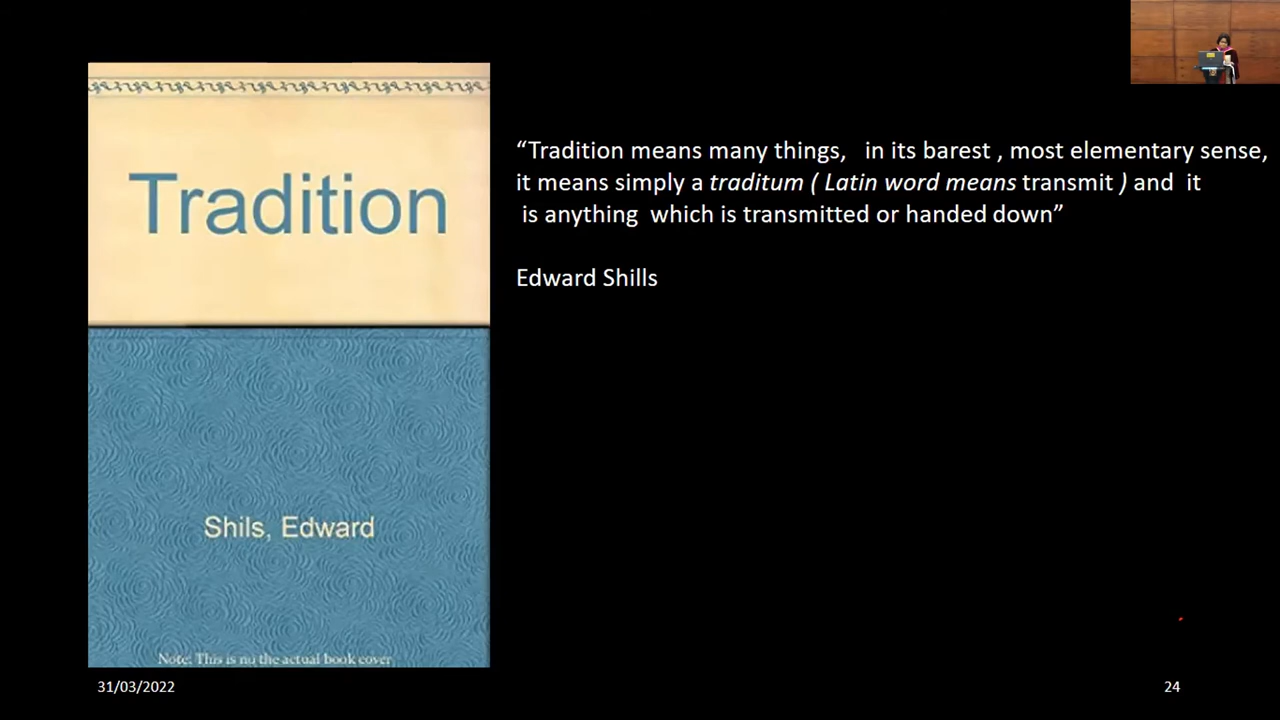 Tradition
Shils, Edward
Note: This is no the actual book cover
“Tradition means many things, in its barest , most elementary sense,
it means simply a traditum ( Latin word means transmit ) and it
is anything which is transmitted or handed down”
Edward Shills
31/03/2022
24